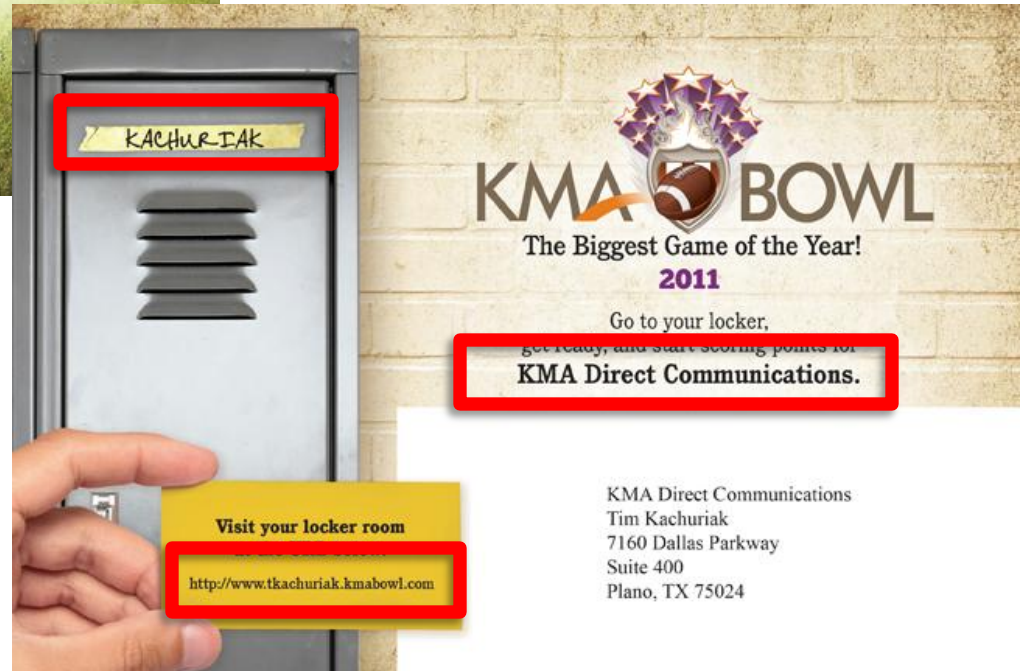 KACHURIAK
KMA BOWL
The Biggest Game of the Year!
2011
Go to your locker,
get ready, and start scoring points for
KMA Direct Communications.
Visit your locker room
http://www.tkachuriak.kmabowl.com
KMA Direct Communications
Tim Kachuriak
7160 Dallas Parkway
Suite 400
Plano, TX 75024